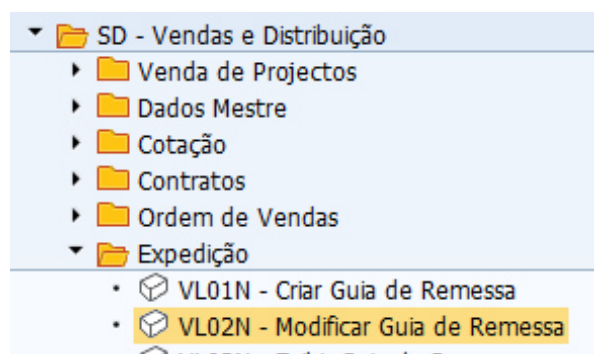 SD - Vendas e Distribuição
Venda de Projectos
Dados Mestre
Cotação
Contratos
Ordem de Vendas
Expedição
VL01N - Criar Guia de Remessa
VL02N - Modificar Guia de Remessa